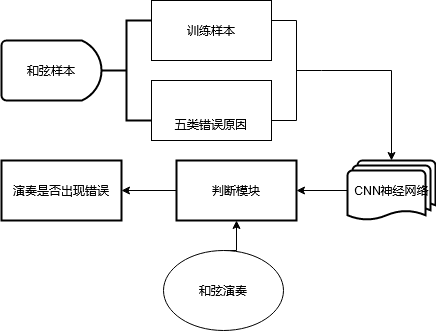 训练样本
和弦样本
五类错误原因
演奏是否出现错误
判断模块
CNN神经网络
和弦演奏